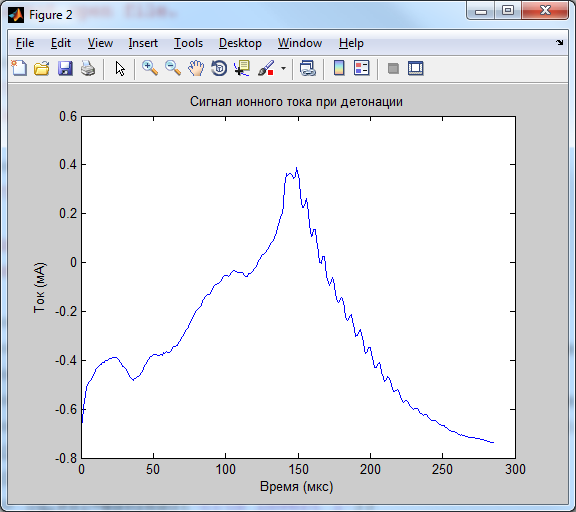 open file.
Figure 2
File Edit View Insert Tools Desktop Window Help
Сигнал ионного тока при детонации
Ток (мА)
0.6
0.4
0.2
0
-0.2
-0.4
-0.6
-0.8
0 50 100 150 200 250 300
Время (мкс)